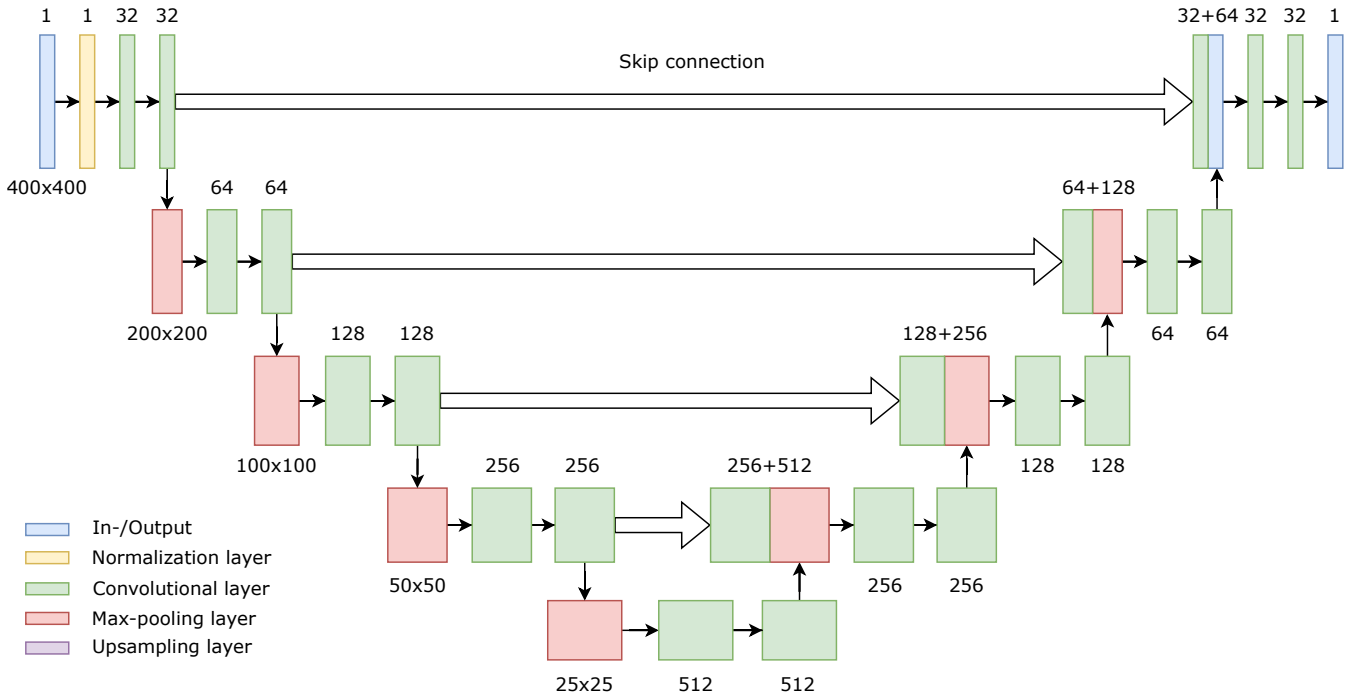 1
1
32
32
32+64
32
32
1
Skip connection
400x400
64
64
64+128
200x200
64
64
128
128
128+256
100x100
128
128
256
256
256+512
50x50
256
256
25x25
512
512
In-/Output
Normalization layer
Convolutional layer
Max-pooling layer
Upsampling layer